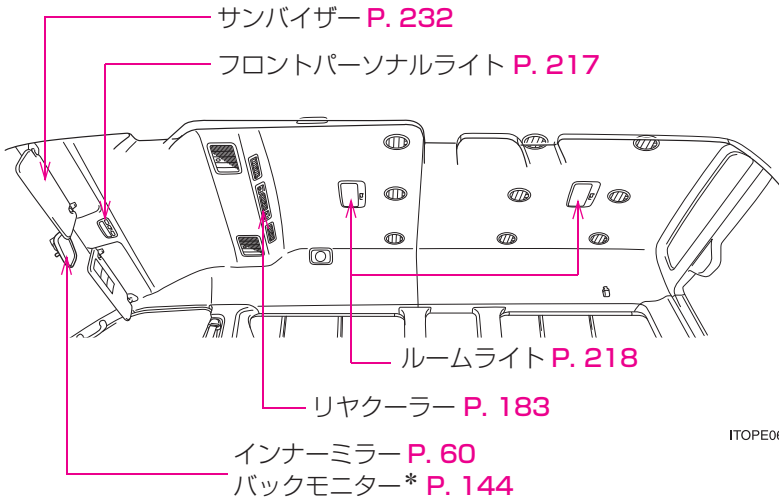 サンバイザー P. 232
フロントパーソナルライト P. 217
ルームライト P. 218
リヤクーラー P. 183
インナーミラー P. 60
バックモニター* P. 144
ITOPE06